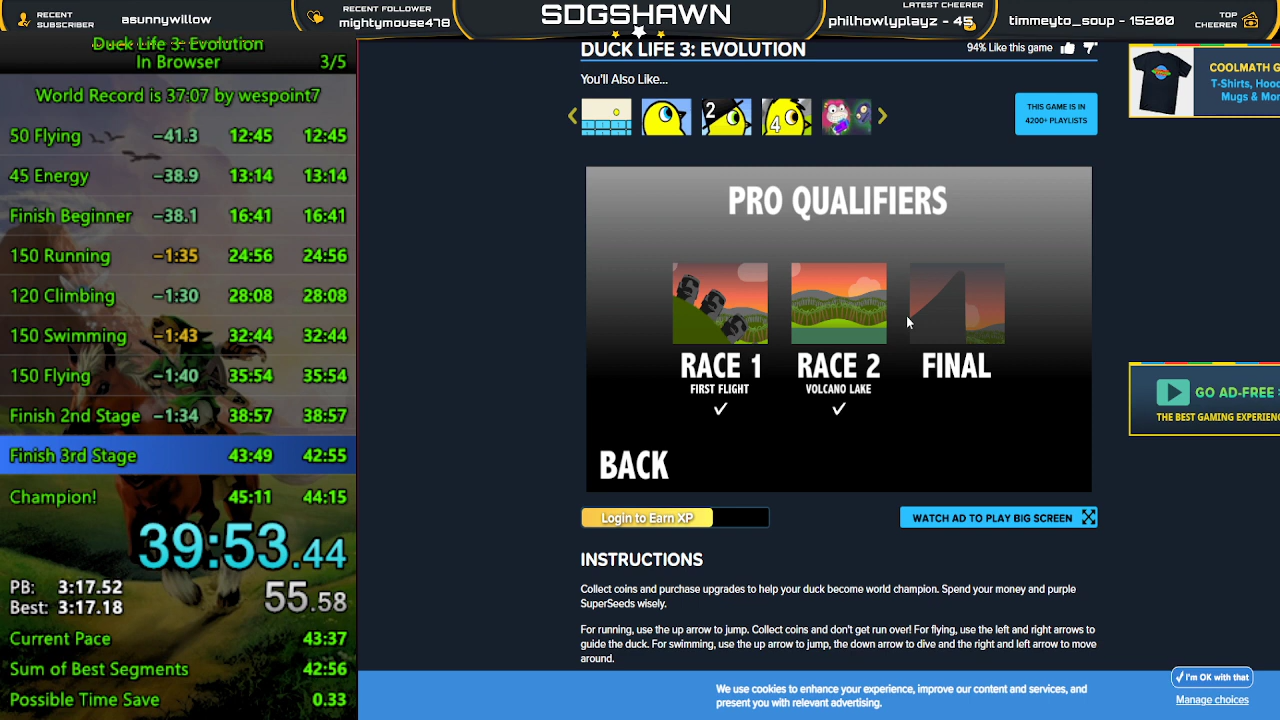 RECENT SUBSCRIBER
asunnywillow
RECENT FOLLOWER
mightymouse478
SDGSHAWN
LATEST CHEERER
philhowlyplayz - 45
timmeyto_soup - 15200
TOP CHEERER
Duck Life 3: Evolution
In Browser 3/5
World Record is 37:07 by wespoint7
50 Flying −41.3 12:45 12:45
45 Energy −38.9 13:14 13:14
Finish Beginner −38.1 16:41 16:41
150 Running −1:35 24:56 24:56
120 Climbing −1:30 28:08 28:08
150 Swimming −1:43 32:44 32:44
150 Flying −1:40 35:54 35:54
Finish 2nd Stage −1:34 38:57 38:57
Finish 3rd Stage 43:49 42:55
Champion! 45:11 44:15
39:53.44
PB: 3:17.52
Best: 3:17.18
55.58
Current Pace 43:37
Sum of Best Segments 42:56
Possible Time Save 0.33
DUCK LIFE 3: EVOLUTION
94% Like this game
You'll Also Like...
2
4
THIS GAME IS IN
4200+ PLAYLISTS
COOLMATH G
T-Shirts, Hood
Mugs & Mor
PRO QUALIFIERS
RACE 1
FIRST FLIGHT
✓
RACE 2
VOLCANO LAKE
✓
FINAL
BACK
Login to Earn XP
WATCH AD TO PLAY BIG SCREEN
GO AD-FREE >
THE BEST GAMING EXPERIENC
INSTRUCTIONS
Collect coins and purchase upgrades to help your duck become world champion. Spend your money and purple
SuperSeeds wisely.
For running, use the up arrow to jump. Collect coins and don't get run over! For flying, use the left and right arrows to
guide the duck. For swimming, use the up arrow to jump, the down arrow to dive and the right and left arrow to move
around.
We use cookies to enhance your experience, improve our content and services, and
present you with relevant advertising.
✓ I'm OK with that
Manage choices